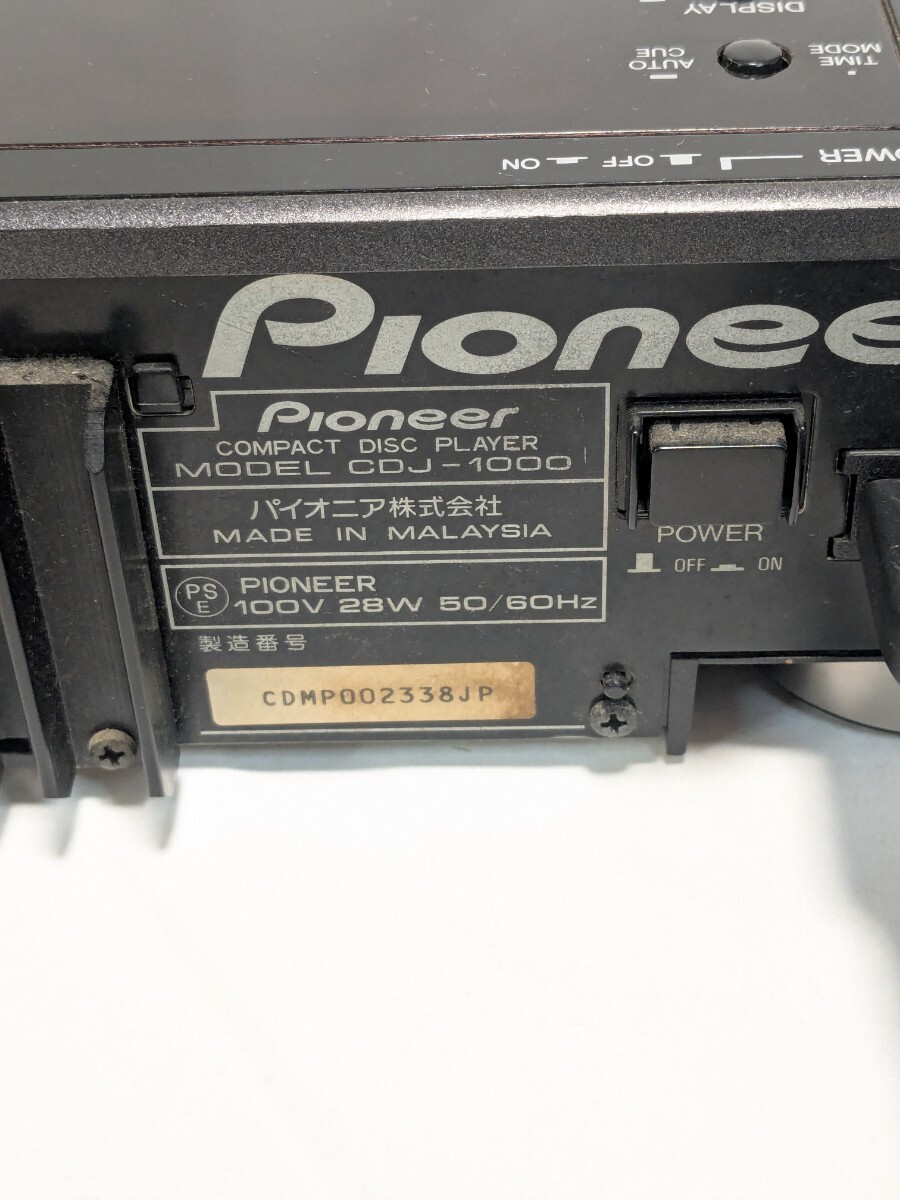 DISPLAY
TIME MODE
AUTO CUE
POWER OFF ON
Pioneer
Pioneer
COMPACT DISC PLAYER
MODEL CDJ-1000
パイオニア株式会社
MADE IN MALAYSIA
PS E
PIONEER
100V 28W 50/60Hz
製造番号
CDMP002338JP
POWER
OFF ON